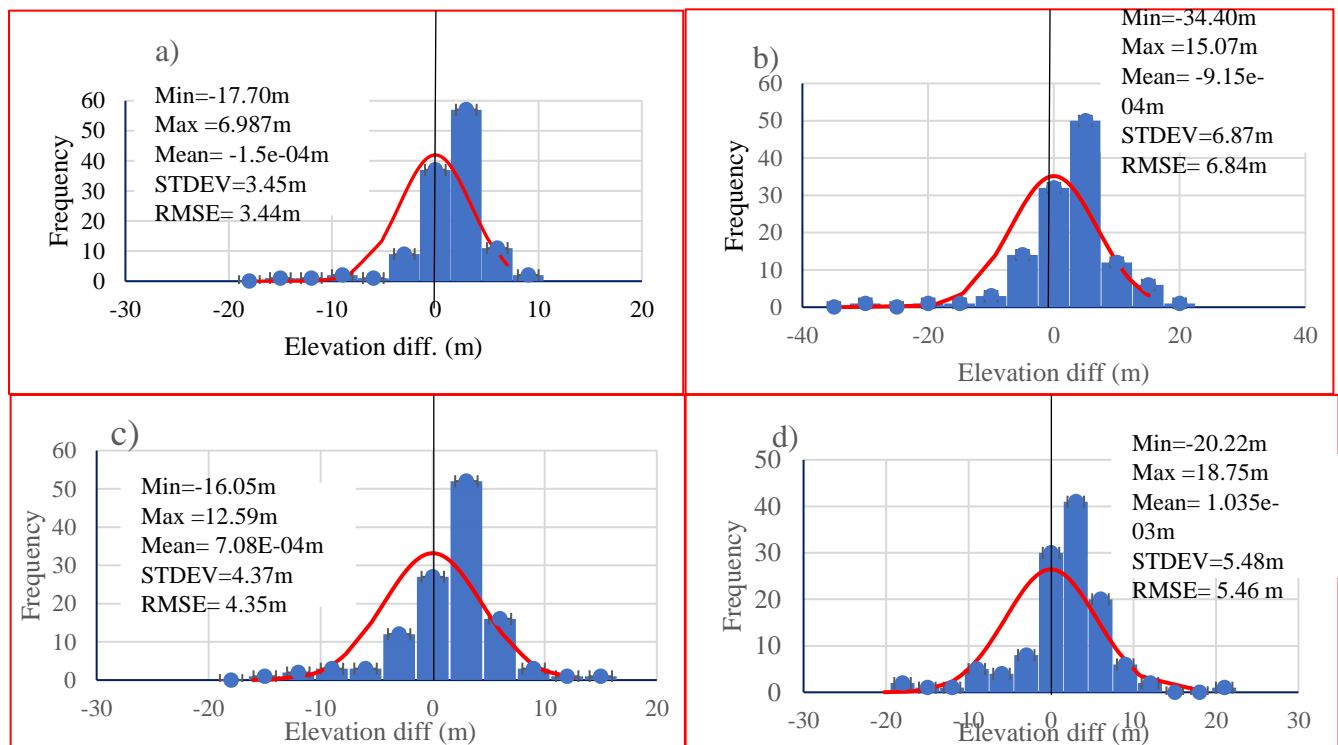 a)
Min=-17.70m
Max =6.987m
Mean= -1.5e-04m
STDEV=3.45m
RMSE= 3.44m
Frequency
60
50
40
30
20
10
0
-30 -20 -10 0 10 20
Elevation diff. (m)
b)
Min=-34.40m
Max =15.07m
Mean= -9.15e-
04m
STDEV=6.87m
RMSE= 6.84m
Frequency
60
50
40
30
20
10
0
-40 -20 0 20 40
Elevation diff (m)
c)
Min=-16.05m
Max =12.59m
Mean= 7.08E-04m
STDEV=4.37m
RMSE= 4.35m
Frequency
60
50
40
30
20
10
0
-30 -20 -10 0 10 20
Elevation diff (m)
d)
Min=-20.22m
Max =18.75m
Mean= 1.035e-
03m
STDEV=5.48m
RMSE= 5.46 m
Frequency
50
40
30
20
10
0
-30 -20 -10 0 10 20 30
Elevation diff (m)